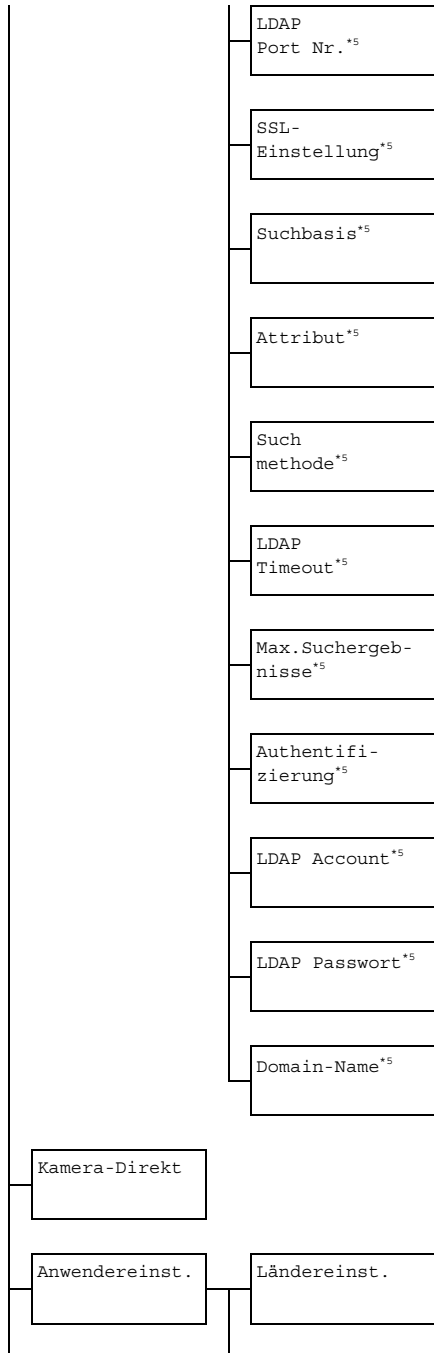 LDAP
Port Nr.*5
SSL-
Einstellung*5
Suchbasis*5
Attribut*5
Such
methode*5
LDAP
Timeout*5
Max.Suchergeb-
nisse*5
Authentifi-
zierung*5
LDAP Account*5
LDAP Passwort*5
Domain-Name*5
Kamera-Direkt
Anwendereinst.
Ländereinst.